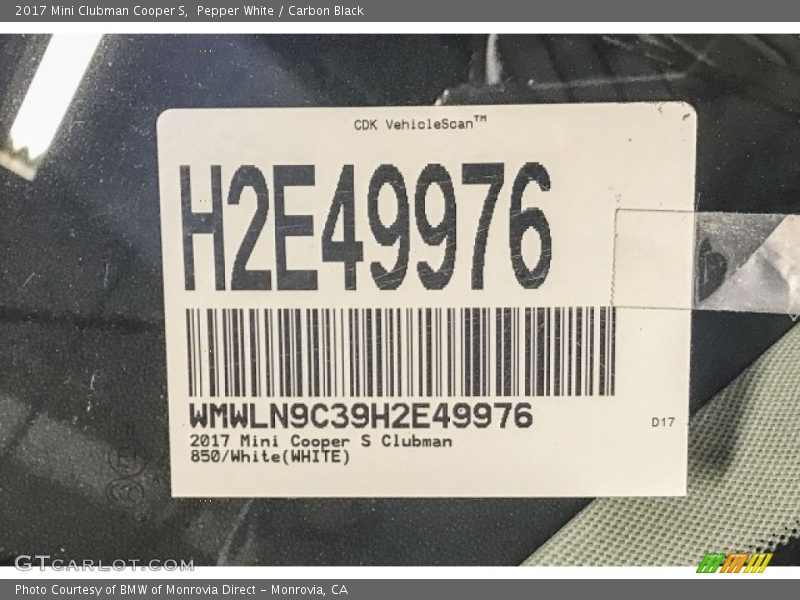 2017 Mini Clubman Cooper S,  Pepper White / Carbon Black
CDK VehicleScan™
H2E49976
WMWLN9C39H2E49976
D17
2017 Mini Cooper S Clubman
850/White(WHITE)
GTcarlot.com
Photo Courtesy of BMW of Monrovia Direct - Monrovia, CA